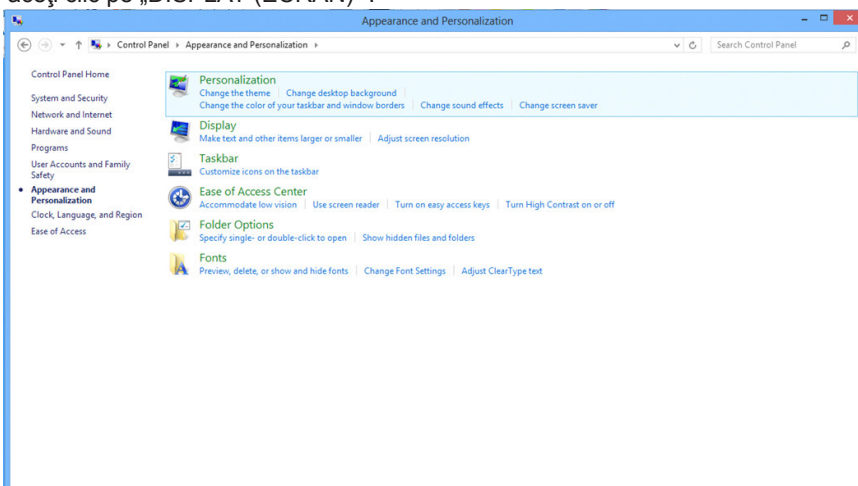 faceţi clic pe „DISPLAY (ECRAN)”.
Appearance and Personalization
Control Panel Appearance and Personalization
Search Control Panel
Control Panel Home
System and Security
Network and Internet
Hardware and Sound
Programs
User Accounts and Family
Safety
Appearance and
Personalization
Clock, Language, and Region
Ease of Access
Personalization
Change the theme Change desktop background
Change the color of your taskbar and window borders Change sound effects Change screen saver
Display
Make text and other items larger or smaller Adjust screen resolution
Taskbar
Customize icons on the taskbar
Ease of Access Center
Accommodate low vision Use screen reader Turn on easy access keys Turn High Contrast on or off
Folder Options
Specify single- or double-click to open Show hidden files and folders
Fonts
Preview, delete, or show and hide fonts Change Font Settings Adjust ClearType text